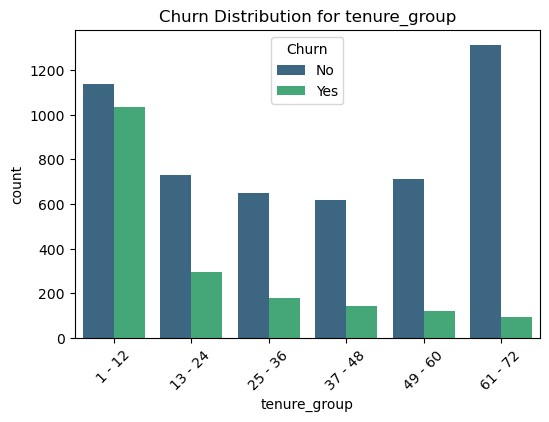 Churn Distribution for tenure_group
Churn
No
Yes
count
1200
1000
800
600
400
200
0
1 - 12
13 - 24
25 - 36
37 - 48
49 - 60
61 - 72
tenure_group